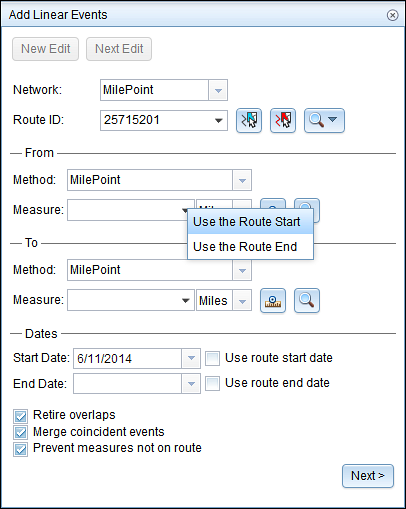 Add Linear Events
New Edit Next Edit
Network: MilePoint
Route ID: 25715201
From
Method: MilePoint
Measure:
Use the Route Start
Use the Route End
To
Method: MilePoint
Measure: Miles
Dates
Start Date: 6/11/2014 Use route start date
End Date: Use route end date
Retire overlaps
Merge coincident events
Prevent measures not on route
Next >